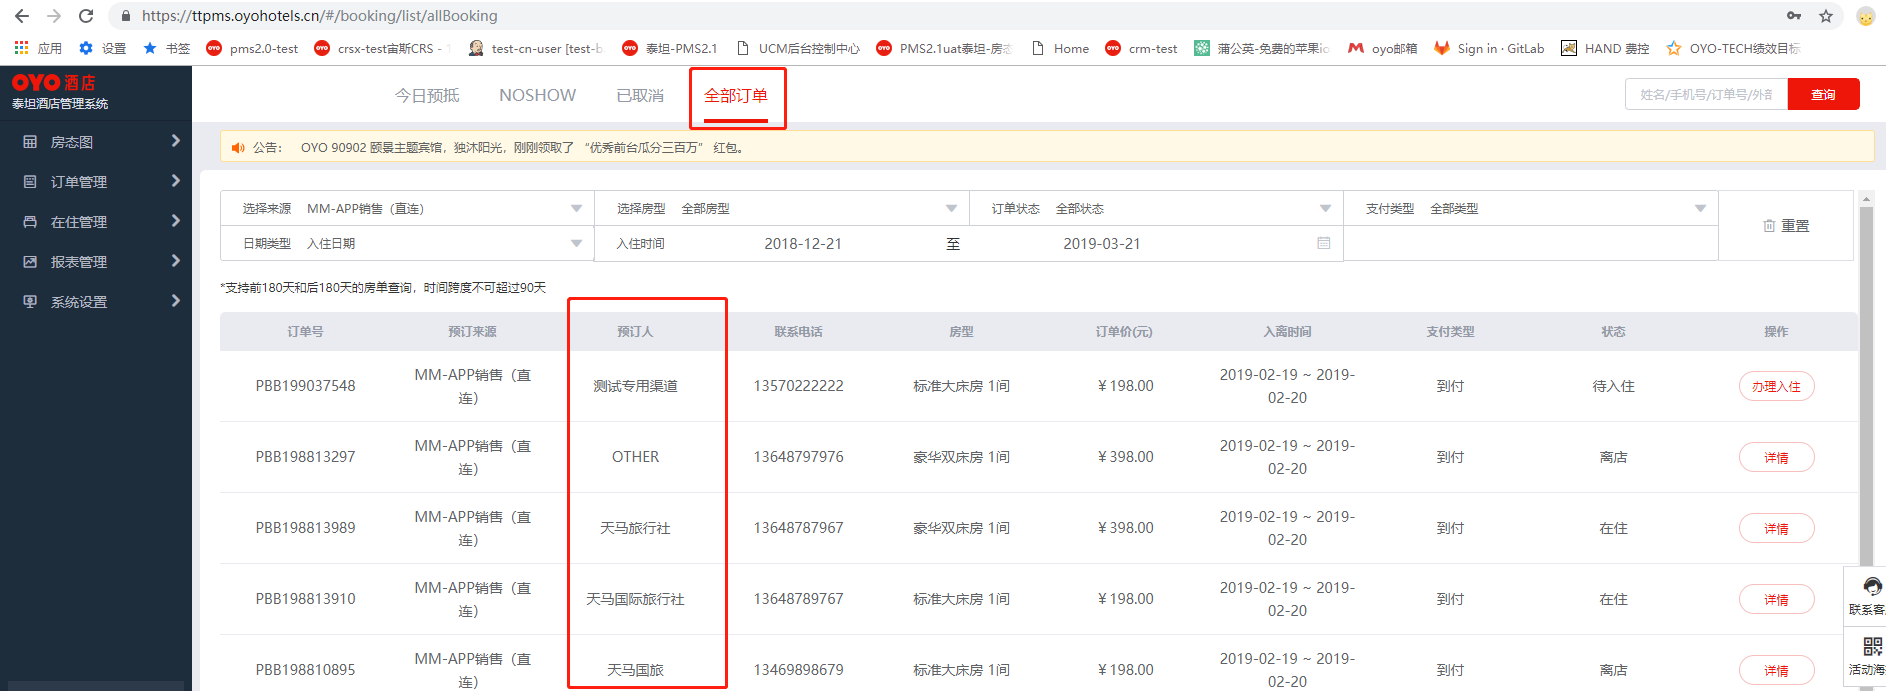 https://ttpms.oyohotels.cn/#/booking/list/allBooking
应用 设置 书签 pms2.0-test crsx-test宙斯CRS - test-cn-user [test-b 泰坦-PMS2.1 UCM后台控制中心 PMS2.1uat泰坦-房态 Home crm-test 蒲公英-免费的苹果io oyo邮箱 Sign in · GitLab HAND 费控 OYO-TECH绩效目标
OYO 酒店
泰坦酒店管理系统
房态图
订单管理
在住管理
报表管理
系统设置
今日预抵 NOSHOW 已取消 全部订单
姓名/手机号/订单号/外部 查询
公告： OYO 90902 颐景主题宾馆，独沐阳光，刚刚领取了 “优秀前台瓜分三百万” 红包。
选择来源 MM-APP销售（直连） 选择房型 全部房型 订单状态 全部状态 支付类型 全部类型
重置
日期类型 入住日期 入住时间 2018-12-21 至 2019-03-21
*支持前180天和后180天的房单查询，时间跨度不可超过90天
订单号 预订来源 预订人 联系电话 房型 订单价(元) 入离时间 支付类型 状态 操作
PBB199037548 MM-APP销售（直连） 测试专用渠道 13570222222 标准大床房 1间 ￥198.00 2019-02-19 ~ 2019-02-20 到付 待入住 办理入住
PBB198813297 MM-APP销售（直连） OTHER 13648797976 豪华双床房 1间 ￥398.00 2019-02-19 ~ 2019-02-20 到付 离店 详情
PBB198813989 MM-APP销售（直连） 天马旅行社 13648787967 豪华双床房 1间 ￥398.00 2019-02-19 ~ 2019-02-20 到付 在住 详情
PBB198813910 MM-APP销售（直连） 天马国际旅行社 13648789767 标准大床房 1间 ￥198.00 2019-02-19 ~ 2019-02-20 到付 在住 详情
PBB198810895 MM-APP销售（直连） 天马国旅 13469898679 标准大床房 1间 ￥198.00 2019-02-19 ~ 2019-02-20 到付 离店 详情
联系客
活动海